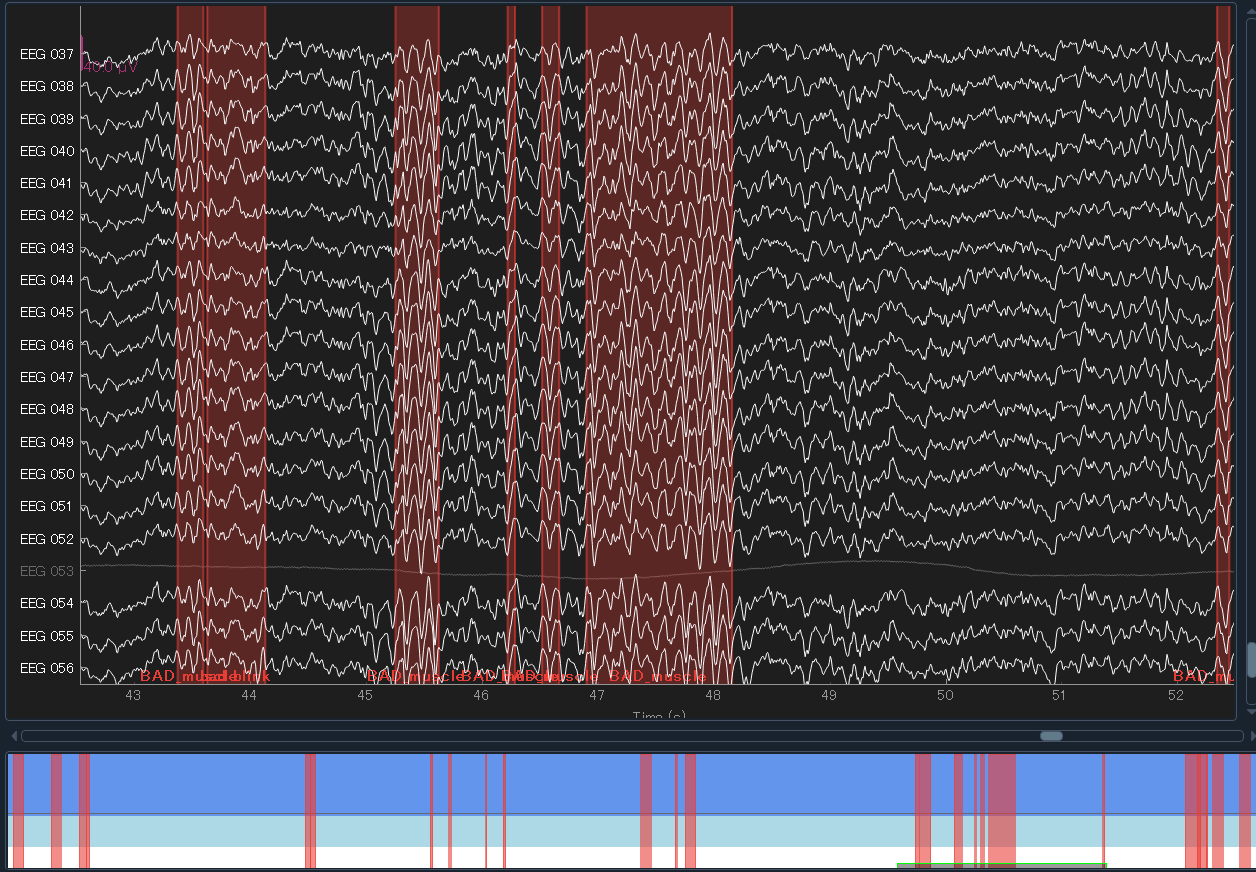 EEG 037
40.0 µV
EEG 038
EEG 039
EEG 040
EEG 041
EEG 042
EEG 043
EEG 044
EEG 045
EEG 046
EEG 047
EEG 048
EEG 049
EEG 050
EEG 051
EEG 052
EEG 053
EEG 054
EEG 055
EEG 056
BAD_muscle bad blink BAD_muscle BAD_muscle BAD_muscle BAD_muscle BAD_mu
43 44 45 46 47 48 49 50 51 52
Time (s)